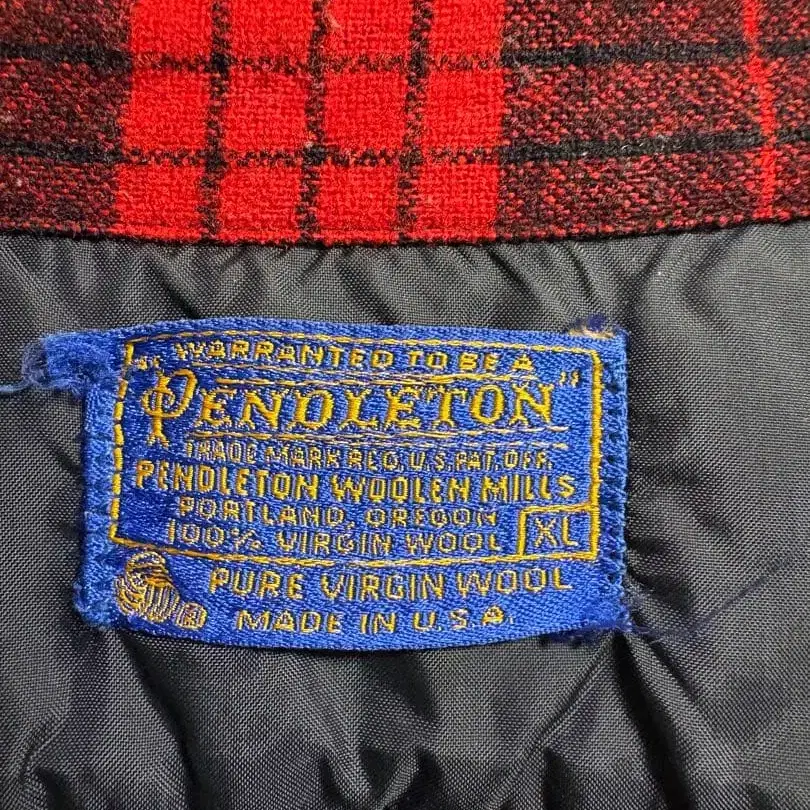 WARRANTED TO BE A
"PENDLETON"
TRADE MARK REG. U.S. PAT. OFF.
PENDLETON WOOLEN MILLS
PORTLAND, OREGON
100% VIRGIN WOOL XL
PURE VIRGIN WOOL
MADE IN U.S.A.